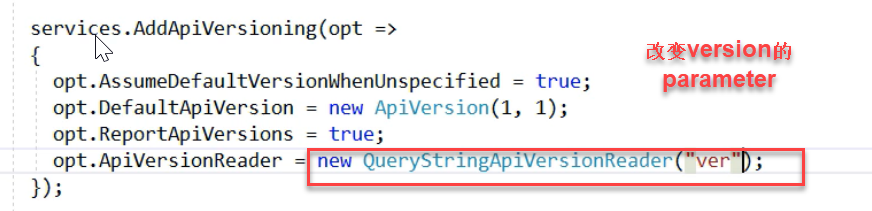 services.AddApiVersioning(opt =>
{
opt.AssumeDefaultVersionWhenUnspecified = true;
opt.DefaultApiVersion = new ApiVersion(1, 1);
opt.ReportApiVersions = true;
opt.ApiVersionReader = new QueryStringApiVersionReader("ver");
});
改变version的
parameter